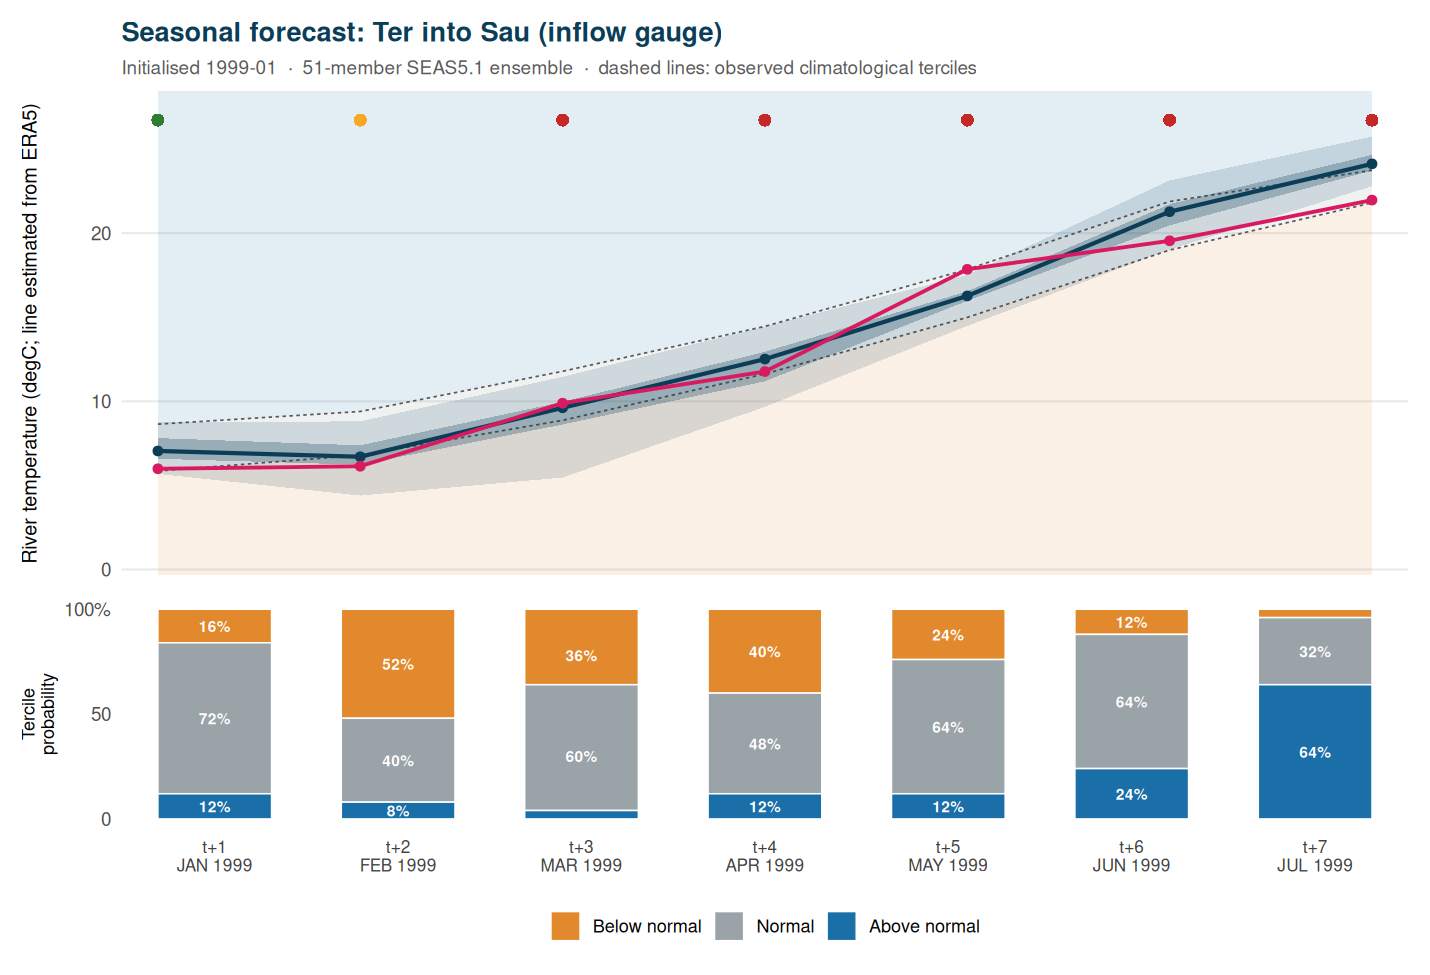 Seasonal forecast: Ter into Sau (inflow gauge)
Initialised 1999-01 · 51-member SEAS5.1 ensemble · dashed lines: observed climatological terciles
River temperature (degC; line estimated from ERA5)
20
10
0
Tercile
probability
100%
50
0
16%
72%
12%
52%
40%
8%
36%
60%
40%
48%
12%
24%
64%
12%
12%
64%
24%
32%
64%
t+1
JAN 1999
t+2
FEB 1999
t+3
MAR 1999
t+4
APR 1999
t+5
MAY 1999
t+6
JUN 1999
t+7
JUL 1999
Below normal
Normal
Above normal